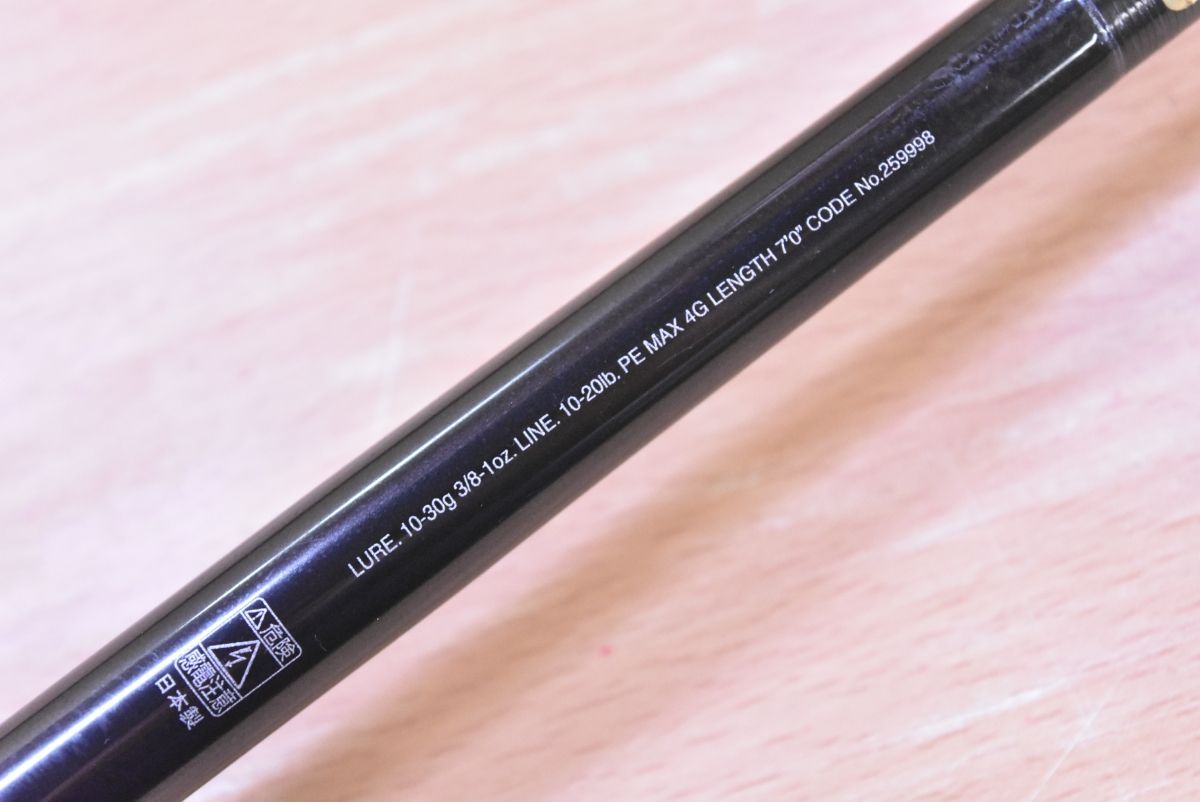 LURE. 10-30g 3/8-1oz. LINE. 10-20lb. PE MAX 4G LENGTH 7'0" CODE No.259998
危険
感電注意
日本製